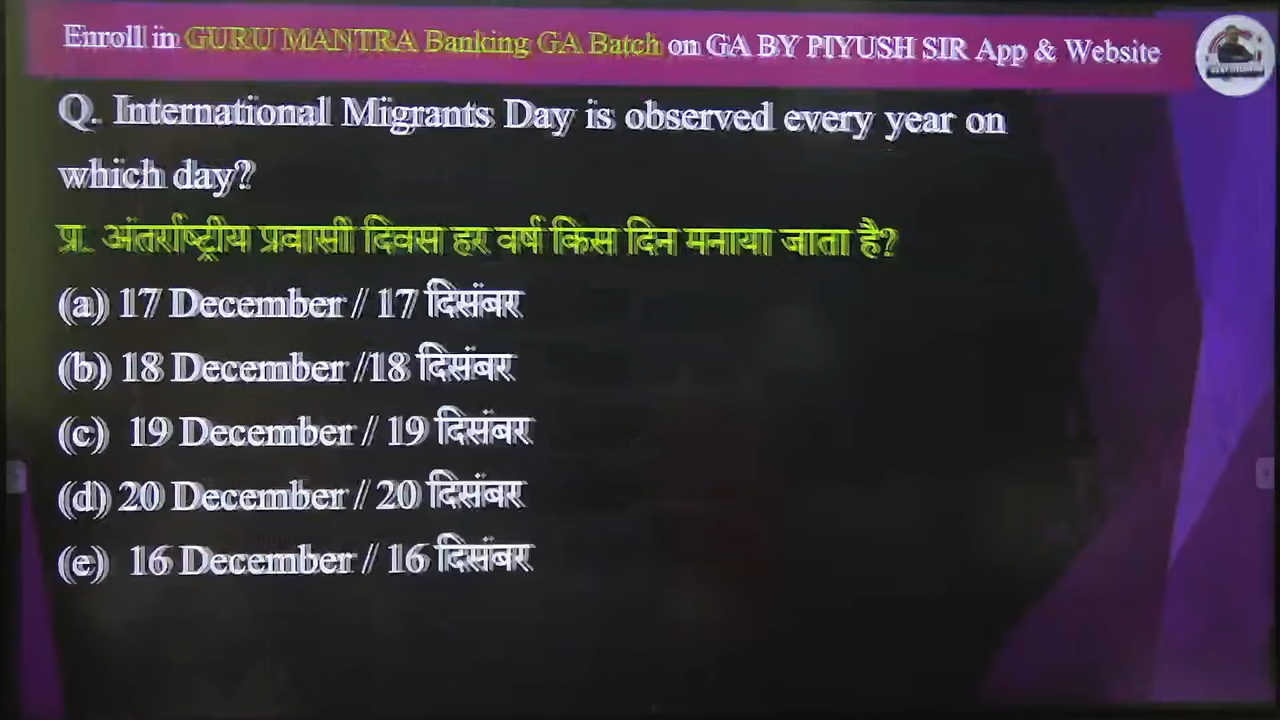 Enroll in GURU MANTRA Banking GA Batch on GA BY PIYUSH SIR App & Website
Q. International Migrants Day is observed every year on
which day?
प्र. अंतर्राष्ट्रीय प्रवासी दिवस हर वर्ष किस दिन मनाया जाता है?
(a) 17 December / 17 दिसंबर
(b) 18 December /18 दिसंबर
(c) 19 December / 19 दिसंबर
(d) 20 December / 20 दिसंबर
(e) 16 December / 16 दिसंबर